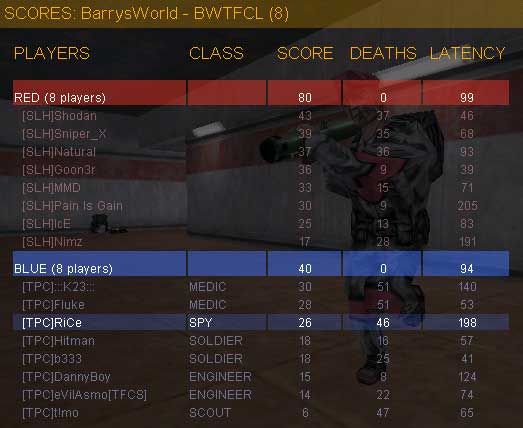 SCORES: BarrysWorld - BWTFCL (8)
PLAYERS CLASS SCORE DEATHS LATENCY
RED (8 players) 80 0 99
[SLH]Shodan 43 37 46
[SLH]Sniper_X 39 35 68
[SLH]Natural 37 36 93
[SLH]Goon3r 36 9 39
[SLH]MMD 33 15 71
[SLH]Pain Is Gain 30 9 205
[SLH]IcE 25 13 83
[SLH]Nimz 17 28 191
BLUE (8 players) 40 0 94
[TPC]:::K23::: MEDIC 30 51 140
[TPC]Fluke MEDIC 28 51 53
[TPC]RiCe SPY 26 46 198
[TPC]Hitman SOLDIER 18 16 57
[TPC]b333 SOLDIER 18 25 41
[TPC]DannyBoy ENGINEER 15 8 124
[TPC]eVilAsmo[TFCS] ENGINEER 14 22 74
[TPC]t!mo SCOUT 6 47 65